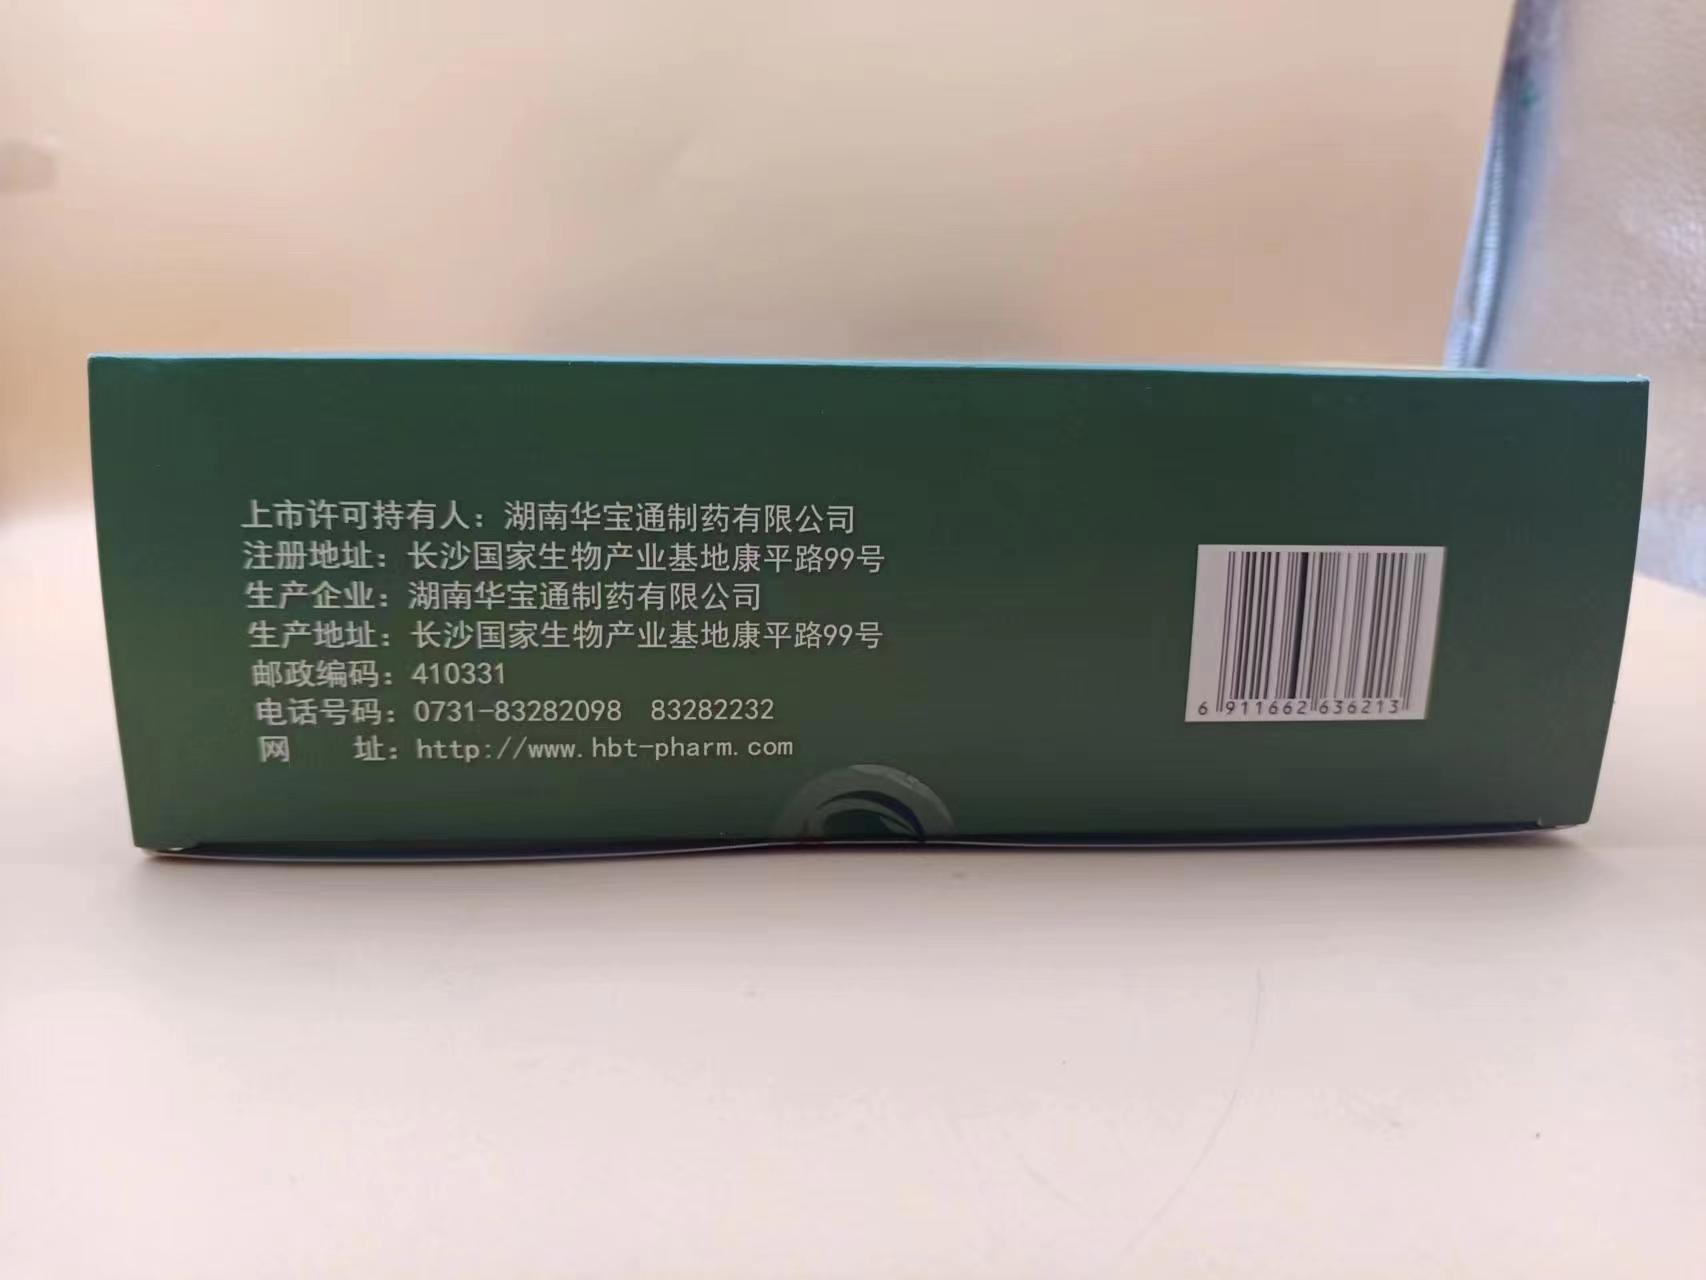 上市许可持有人：湖南华宝通制药有限公司
注册地址：长沙国家生物产业基地康平路99号
生产企业：湖南华宝通制药有限公司
生产地址：长沙国家生物产业基地康平路99号
邮政编码：410331
电话号码：0731-83282098 83282232
网 址：http://www.hbt-pharm.com
6 911662 636213